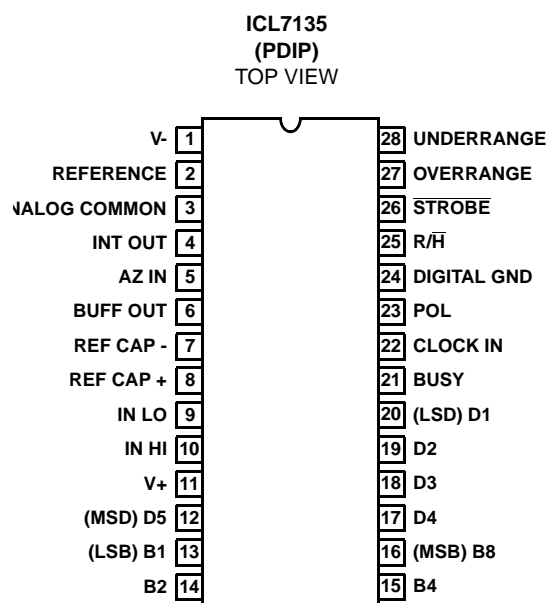 ICL7135
(PDIP)
TOP VIEW
V- 1
REFERENCE 2
NALOG COMMON 3
INT OUT 4
AZ IN 5
BUFF OUT 6
REF CAP - 7
REF CAP + 8
IN LO 9
IN HI 10
V+ 11
(MSD) D5 12
(LSB) B1 13
B2 14
28 UNDERRANGE
27 OVERRANGE
26 STROBE
25 R/H
24 DIGITAL GND
23 POL
22 CLOCK IN
21 BUSY
20 (LSD) D1
19 D2
18 D3
17 D4
16 (MSB) B8
15 B4